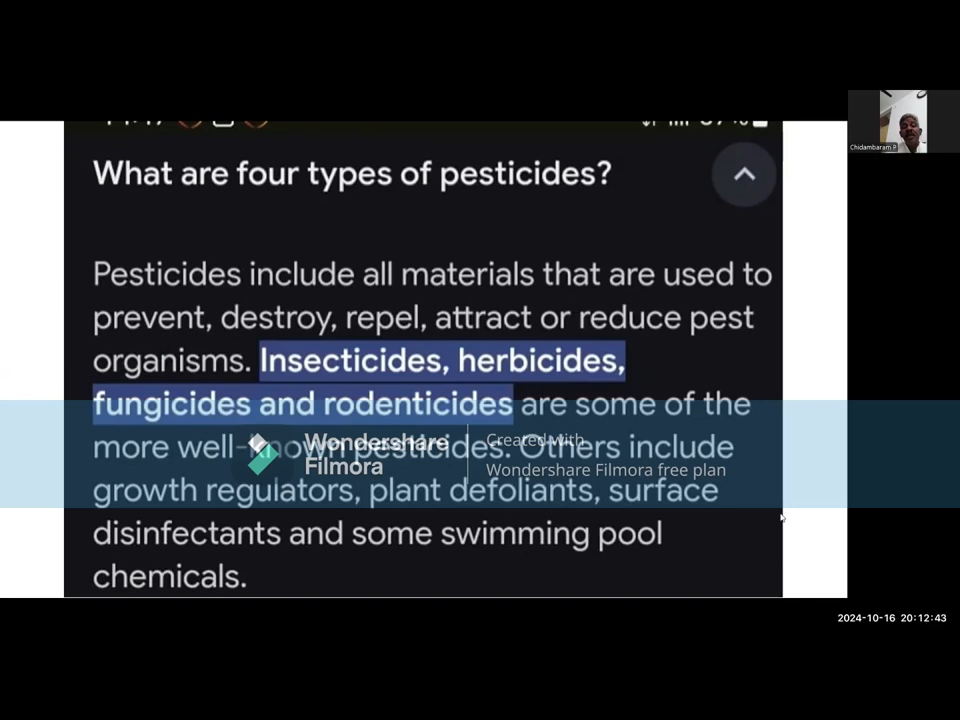 What are four types of pesticides?
Chidambaram P
Pesticides include all materials that are used to
prevent, destroy, repel, attract or reduce pest
organisms. Insecticides, herbicides,
fungicides and rodenticides are some of the
more well-known pesticides. Others include
Wondershare
Filmora
Created with
Wondershare Filmora free plan
growth regulators, plant defoliants, surface
disinfectants and some swimming pool
chemicals.
2024-10-16 20:12:43